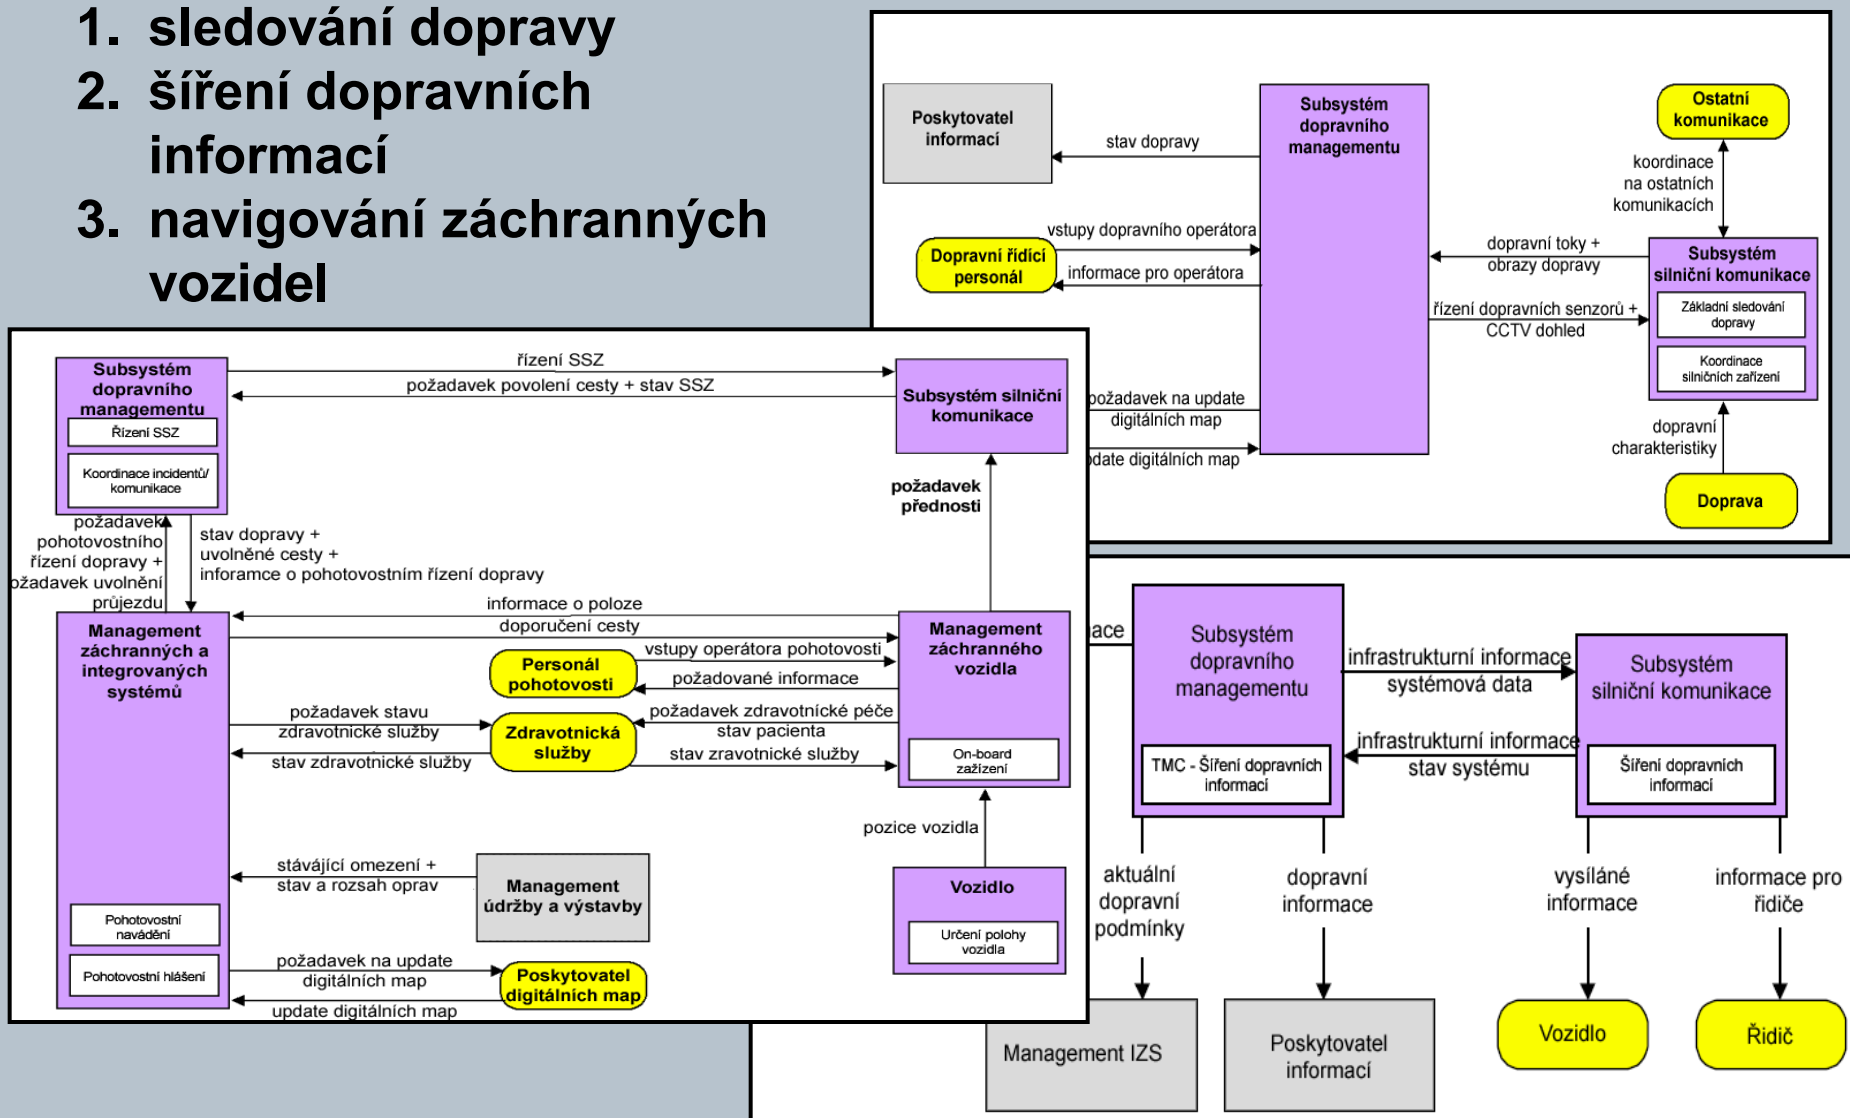 1. sledování dopravy
2. šíření dopravních
informací
3. navigování záchranných
vozidel
Poskytovatel
informací
stav dopravy
Subsystém
dopravního
managementu
Ostatní
komunikace
koordinace
na ostatních
komunikacích
vstupy dopravního operátora
Dopravní řídící
personál
informace pro operátora
dopravní toky +
obrazy dopravy
Subsystém
silniční komunikace
řízení dopravních senzorů +
CCTV dohled
Základní sledování
dopravy
Koordinace
silničních zařízení
požadavek na update
digitálních map
date digitálních map
dopravní
charakteristiky
Doprava
Subsystém
dopravního
managementu
Řízení SSZ
Koordinace incidentů/
komunikace
řízení SSZ
požadavek povolení cesty + stav SSZ
Subsystém silniční
komunikace
požadavek
přednosti
požadavek
pohotovostního
řízení dopravy +
ožadavek uvolnění
průjezdu
stav dopravy +
uvolněné cesty +
inforamce o pohotovostním řízení dopravy
Management
záchranných a
integrovaných
systémů
informace o poloze
doporučení cesty
Management
záchranného
vozidla
vstupy operátora pohotovosti
Personál
pohotovosti
požadované informace
požadavek stavu
zdravotnické služby
Zdravotnická
služby
požadavek zdravotnícké péče
stav pacienta
stav zdravotnické služby
stav zravotnické služby
On-board
zažízení
pozice vozidla
stávající omezení +
stav a rozsah oprav
Management
údržby a výstavby
Vozidlo
Určení polohy
vozidla
Pohotovostní
navádění
Pohotovostní hlášení
požadavek na update
digitálních map
Poskytovatel
digitálních map
update digitálních map
ace
Subsystém
dopravního
managementu
infrastrukturní informace
systémová data
Subsystém
silniční komunikace
infrastrukturní informace
stav systému
TMC - Šíření dopravních
informací
Šíření dopravních
informací
aktuální
dopravní
podmínky
dopravní
informace
vysíláné
informace
informace pro
řidiče
Management IZS
Poskytovatel
informací
Vozidlo
Řidič